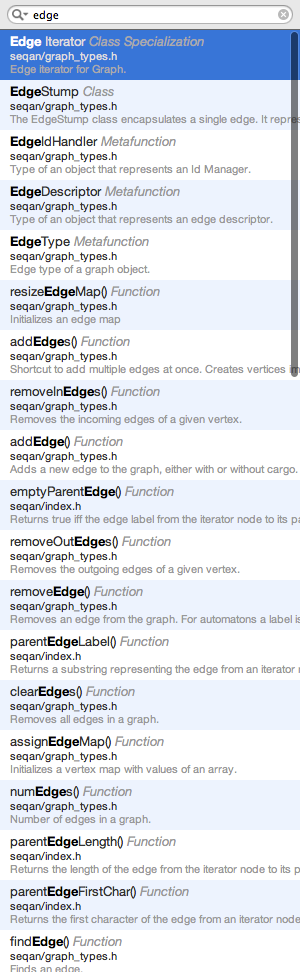 edge
Edge Iterator Class Specialization
seqan/graph_types.h
Edge iterator for Graph.
EdgeStump Class
seqan/graph_types.h
The EdgeStump class encapsulates a single edge. It repre
EdgeIdHandler Metafunction
seqan/graph_types.h
Type of an object that represents an Id Manager.
EdgeDescriptor Metafunction
seqan/graph_types.h
Type of an object that represents an edge descriptor.
EdgeType Metafunction
seqan/graph_types.h
Edge type of a graph object.
resizeEdgeMap() Function
seqan/graph_types.h
Initializes an edge map
addEdges() Function
seqan/graph_types.h
Shortcut to add multiple edges at once. Creates vertices im
removeInEdges() Function
seqan/graph_types.h
Removes the incoming edges of a given vertex.
addEdge() Function
seqan/graph_types.h
Adds a new edge to the graph, either with or without cargo.
emptyParentEdge() Function
seqan/index.h
Returns true iff the edge label from the iterator node to its pa
removeOutEdges() Function
seqan/graph_types.h
Removes the outgoing edges of a given vertex.
removeEdge() Function
seqan/graph_types.h
Removes an edge from the graph. For automatons a label is
parentEdgeLabel() Function
seqan/index.h
Returns a substring representing the edge from an iterator
clearEdges() Function
seqan/graph_types.h
Removes all edges in a graph.
assignEdgeMap() Function
seqan/graph_types.h
Initializes a vertex map with values of an array.
numEdges() Function
seqan/graph_types.h
Number of edges in a graph.
parentEdgeLength() Function
seqan/index.h
Returns the length of the edge from the iterator node to its p
parentEdgeFirstChar() Function
seqan/index.h
Returns the first character of the edge from an iterator node
findEdge() Function
seqan/graph_types.h
Finds an edge.